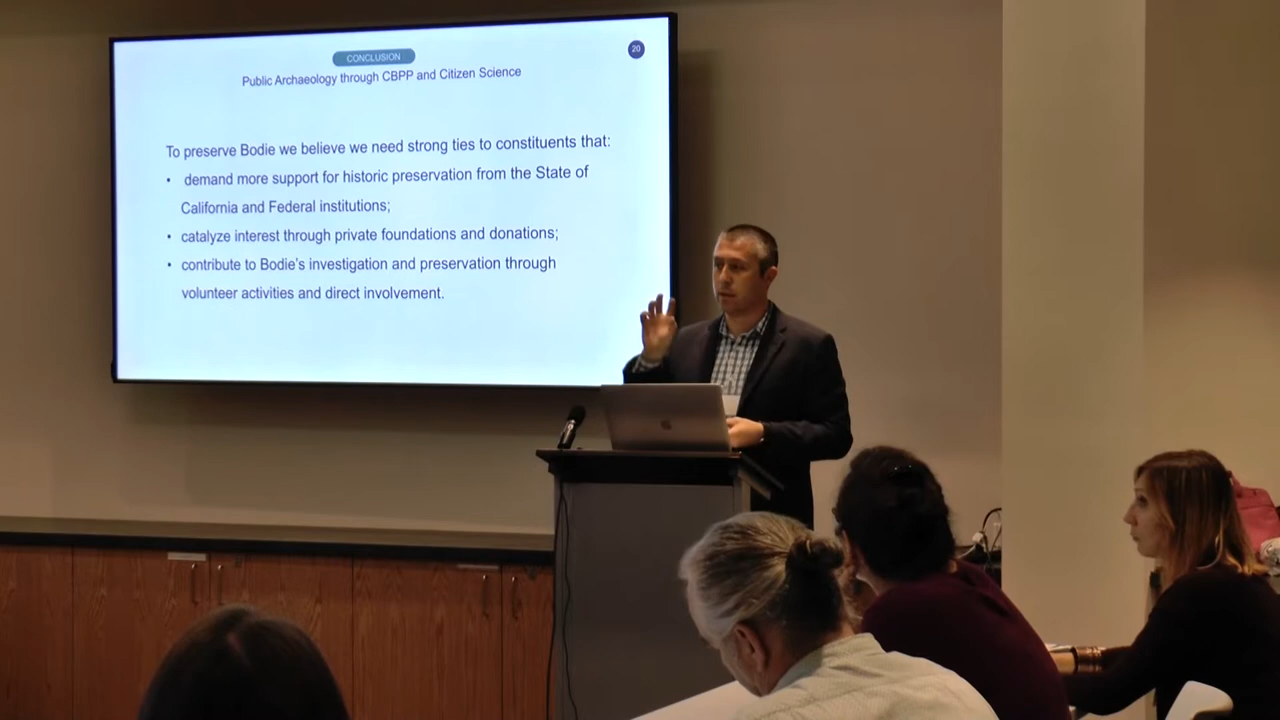 CONCLUSION
20
Public Archaeology through CBPP and Citizen Science
To preserve Bodie we believe we need strong ties to constituents that:
• demand more support for historic preservation from the State of
California and Federal institutions;
• catalyze interest through private foundations and donations;
• contribute to Bodie's investigation and preservation through
volunteer activities and direct involvement.